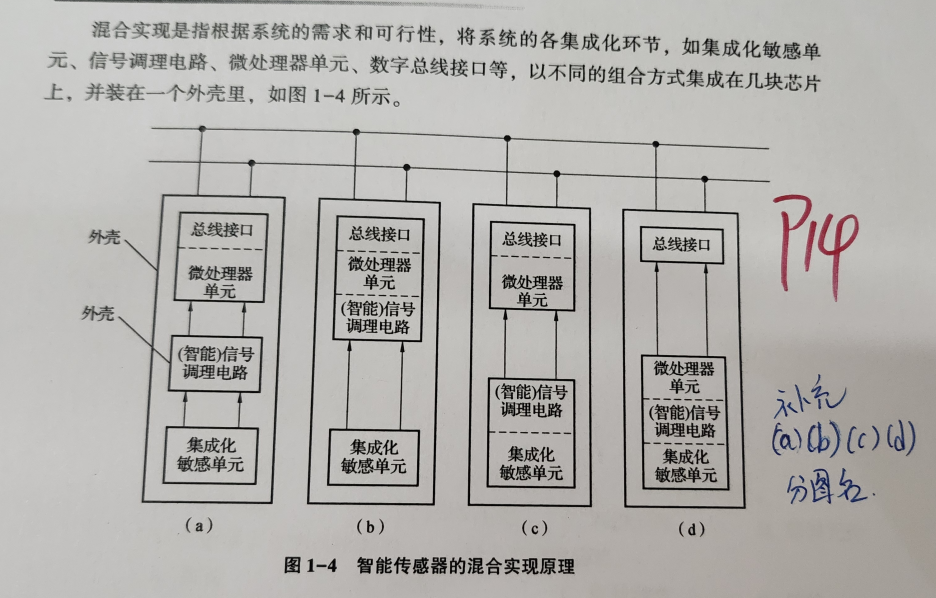 混合实现是指根据系统的需求和可行性，将系统的各集成化环节，如集成化敏感单
元、信号调理电路、微处理器单元、数字总线接口等，以不同的组合方式集成在几块芯片
上，并装在一个外壳里，如图 1-4 所示。
外壳
外壳
总线接口
微处理器
单元
(智能)信号
调理电路
集成化
敏感单元
(a)
总线接口
微处理器
单元
(智能)信号
调理电路
集成化
敏感单元
(b)
总线接口
微处理器
单元
(智能)信号
调理电路
集成化
敏感单元
(c)
总线接口
微处理器
单元
(智能)信号
调理电路
集成化
敏感单元
(d)
图 1-4 智能传感器的混合实现原理
P14
补充
(a)(b)(c)(d)
分图名.